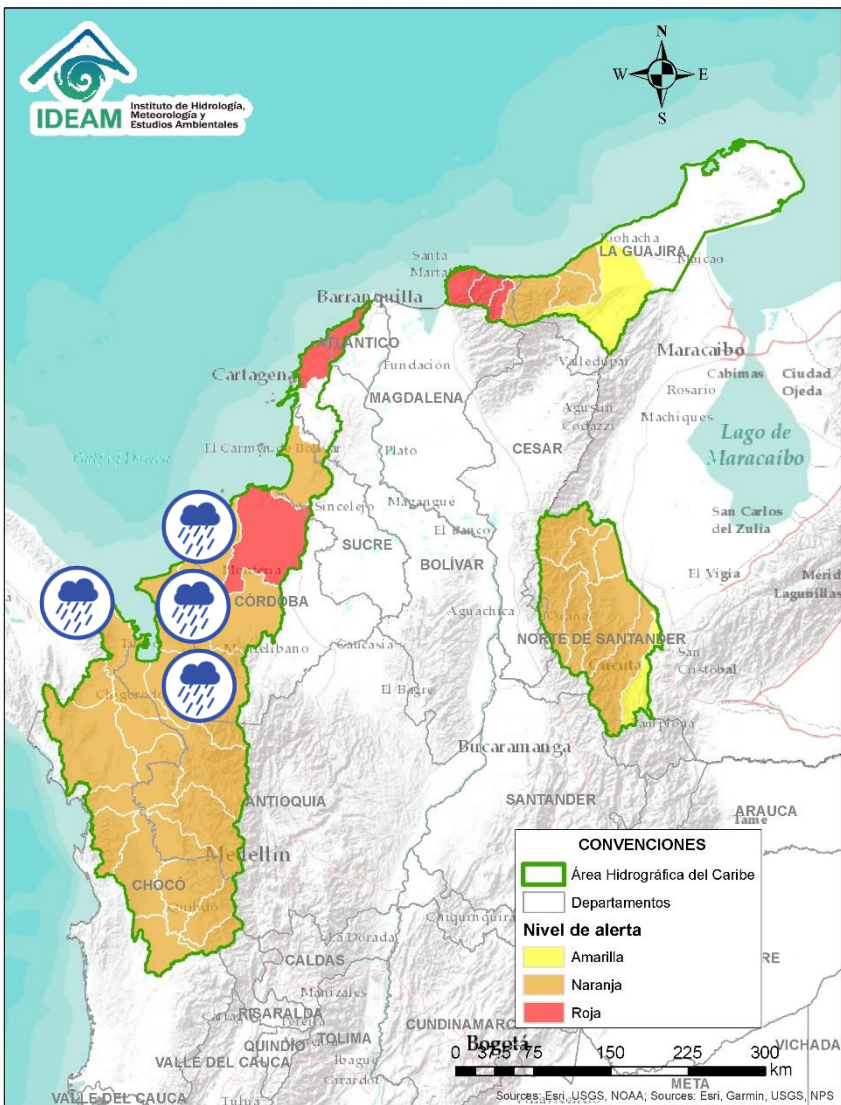 IDEAM
Instituto de Hidrología,
Meteorología y
Estudios Ambientales
N
W
E
S
Riohacha
LA GUAJIRA
Maicao
Santa
Marta
Barranquilla
ATLÁNTICO
Cartagena
Fundación
Valledupar
Maracaibo
Cabimas
Ciudad
Ojeda
Rosario
Machiques
MAGDALENA
Agustín
Codazzi
CESAR
Lago de
Maracaibo
El Carmen de Bolívar
Plato
San Carlos
del Zulia
Sincelejo
Magangué
El Banco
SUCRE
BOLÍVAR
El Vigía
Mérid
Lagunillas
Montería
CÓRDOBA
Aguachica
Ocaña
NORTE DE SANTANDER
San
Cristóbal
Cúcuta
Montelíbano
Caucasia
El Bagre
Chigorodó
Pamplona
Bucaramanga
ANTIOQUIA
SANTANDER
ARAUCA
Tame
Medellín
CHOCÓ
Quibdó
Chiquinquirá
La Dorada
CALDAS
Manizales
RISARALDA
Pereira
QUINDÍO
TOLIMA
CUNDINAMARC
VALLE DEL CAUCA
Ibagué
Girardot
Bogotá
VICHADA
META
VALLE DEL CAUCA
Tuluá
CONVENCIONES
Área Hidrográfica del Caribe
Departamentos
Nivel de alerta
Amarilla
Naranja
Roja
0 37,5 75 150 225 300
km
Sources: Esri, USGS, NOAA; Sources: Esri, Garmin, USGS, NPS